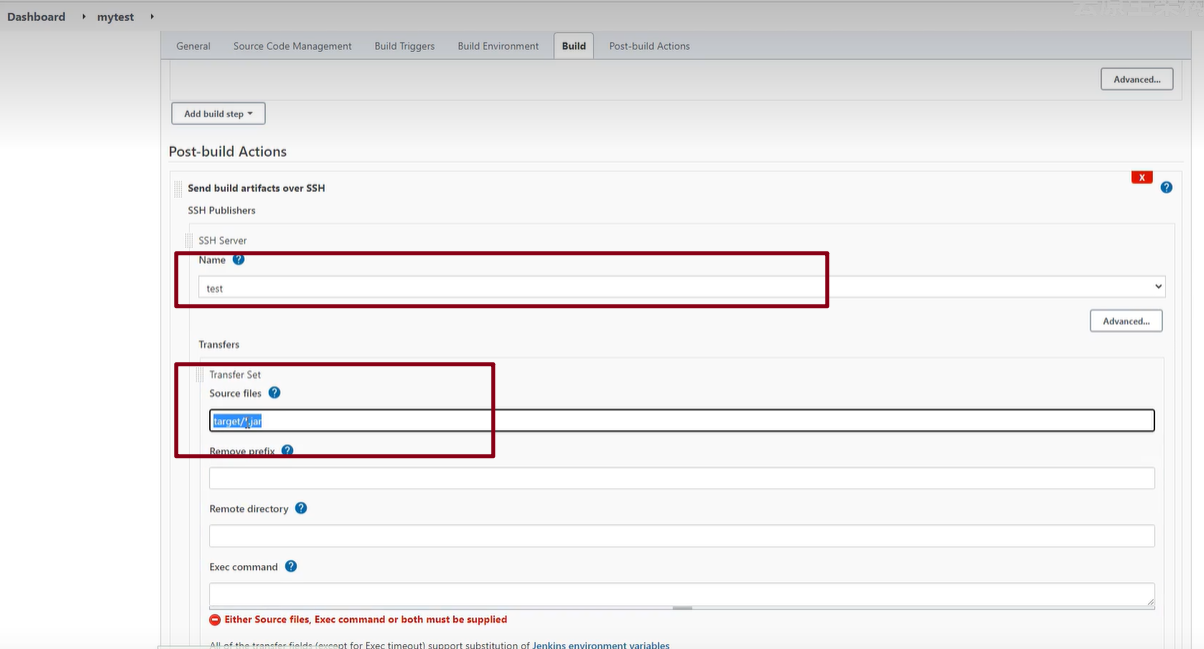 Dashboard ▸ mytest ▸
General Source Code Management Build Triggers Build Environment Build Post-build Actions
Advanced...
Add build step
Post-build Actions
Send build artifacts over SSH
X
?
SSH Publishers
SSH Server
Name ?
test
Advanced...
Transfers
Transfer Set
Source files ?
target/*.jar
Remove prefix ?
Remote directory ?
Exec command ?
Either Source files, Exec command or both must be supplied
All of the transfer fields (except for Exec timeout) support substitution of Jenkins environment variables